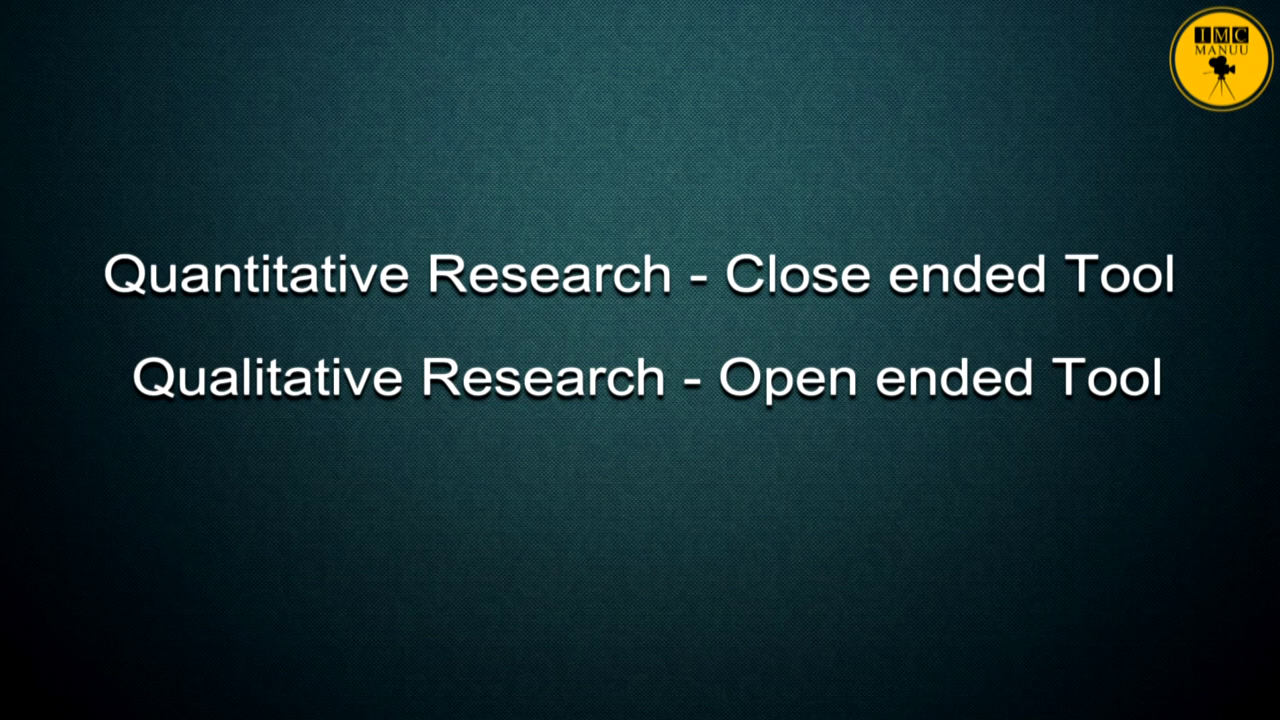 IMC
MANUU
Quantitative Research - Close ended Tool
Qualitative Research - Open ended Tool